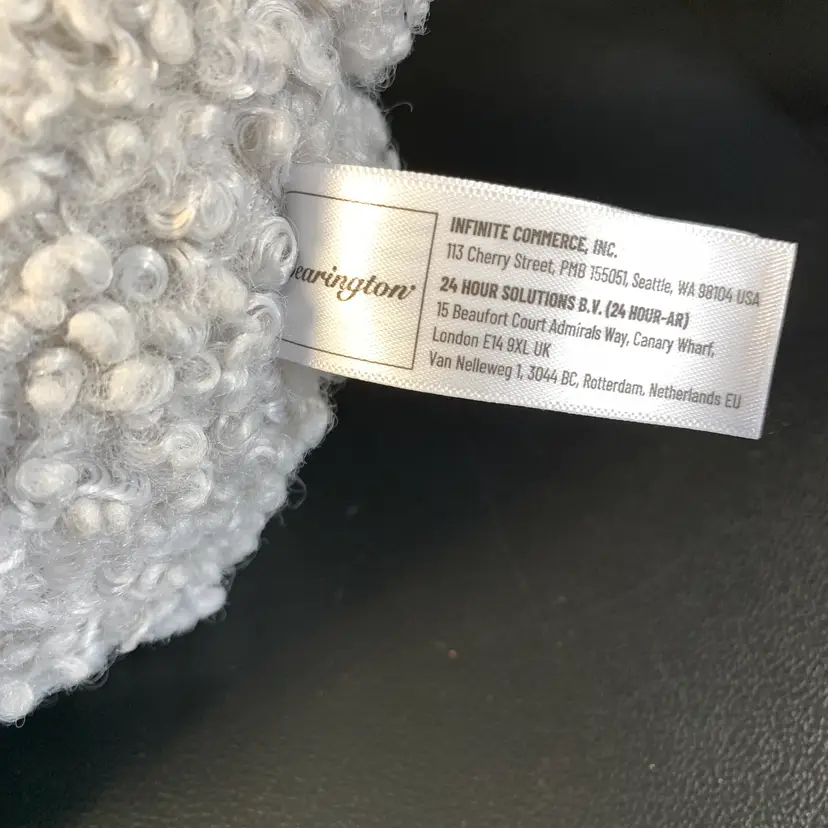 earington
INFINITE COMMERCE, INC.
113 Cherry Street, PMB 155051, Seattle, WA 98104 USA
24 HOUR SOLUTIONS B.V. (24 HOUR-AR)
15 Beaufort Court Admirals Way, Canary Wharf,
London E14 9XL UK
Van Nelleweg 1, 3044 BC, Rotterdam, Netherlands EU